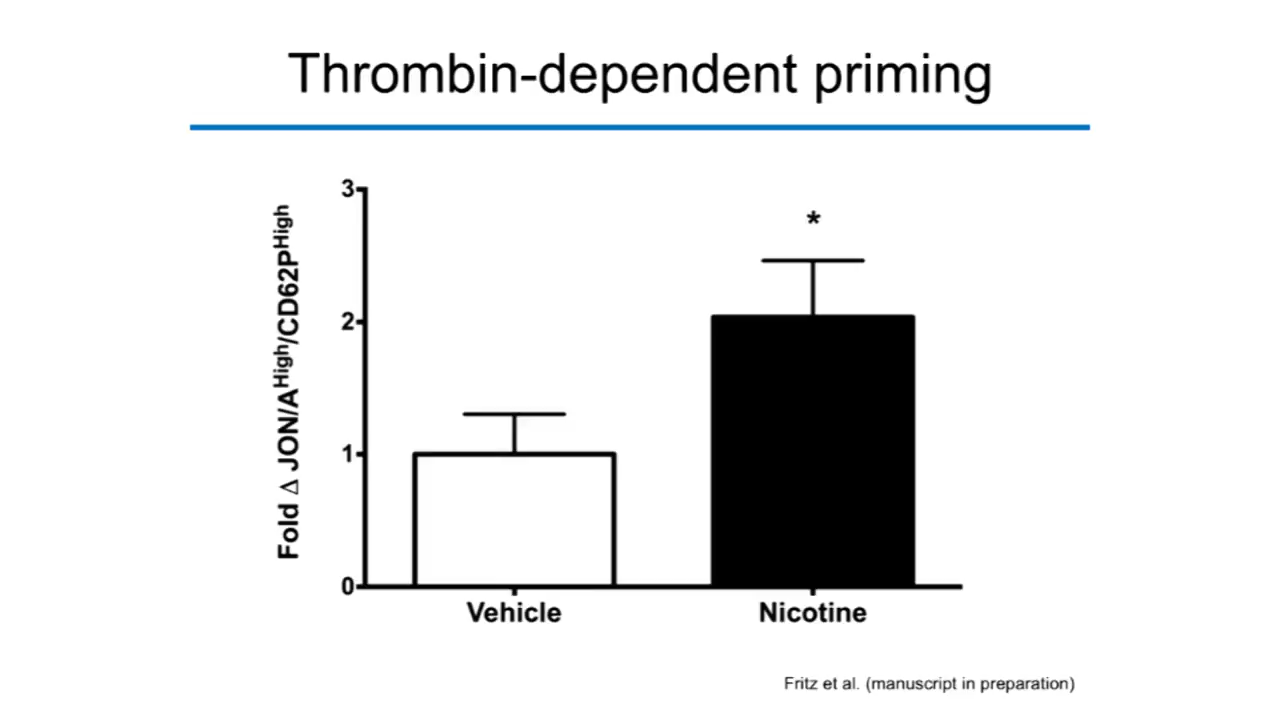 Thrombin-dependent priming
Fold Δ JON/A^High/CD62P^High
3
2
1
0
*
Vehicle
Nicotine
Fritz et al. (manuscript in preparation)